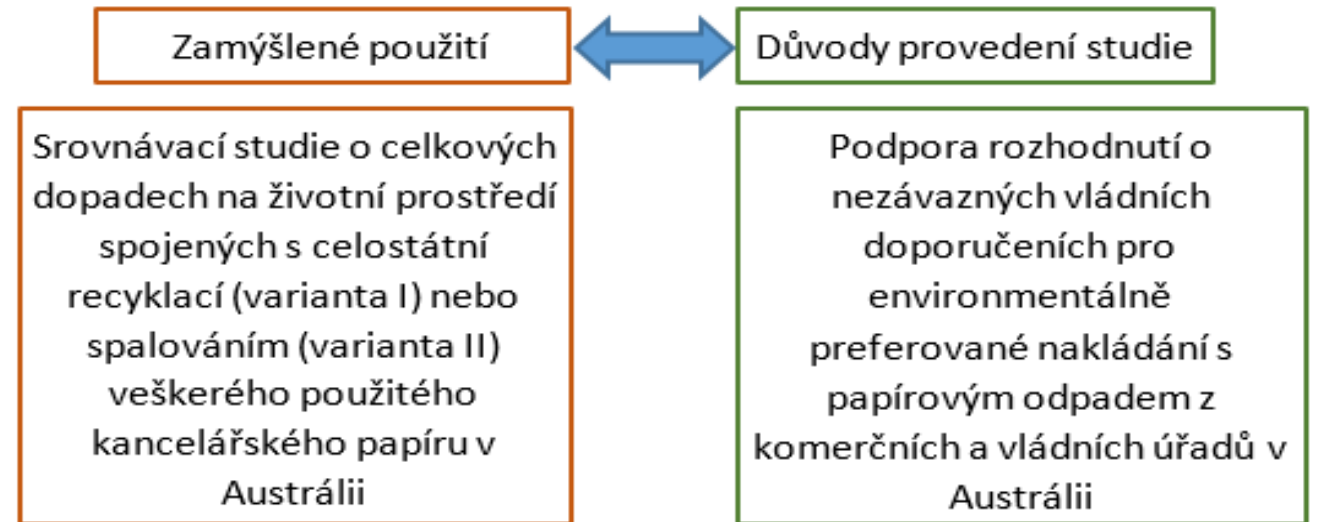 Zamýšlené použití
Důvody provedení studie
Srovnávací studie o celkových
dopadech na životní prostředí
spojených s celostátní
recyklací (varianta I) nebo
spalováním (varianta II)
veškerého použitého
kancelářského papíru v
Austrálii
Podpora rozhodnutí o
nezávazných vládních
doporučeních pro
environmentálně
preferované nakládání s
papírovým odpadem z
komerčních a vládních úřadů v
Austrálii